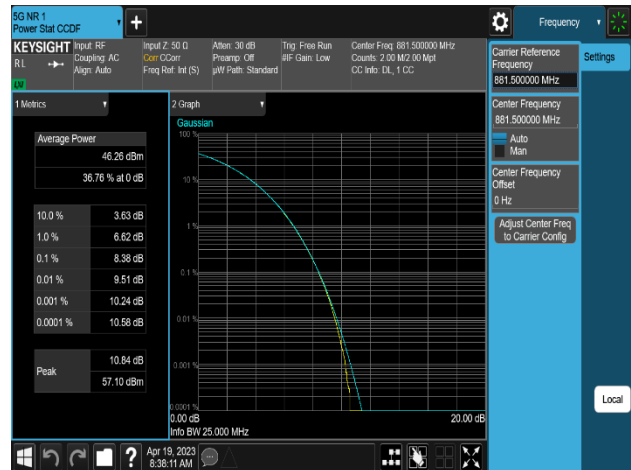 5G NR 1
Power Stat CCDF
Frequency
KEYSIGHT
Input: RF
Input Z: 50 Ω
Atten: 30 dB
Trig: Free Run
Center Freq: 881.500000 MHz
RL
Coupling: AC
Corr CCorr
Preamp: Off
#IF Gain: Low
Counts: 2.00 M/2.00 Mpt
Align: Auto
Freq Ref: Int (S)
µW Path: Standard
CC Info: DL, 1 CC
LXI
Carrier Reference
Frequency
881.500000 MHz
Settings
1 Metrics
2 Graph
Center Frequency
881.500000 MHz
Auto
Man
Center Frequency
Offset
0 Hz
Adjust Center Freq
to Carrier Config
Local
Average Power
46.26 dBm
36.76 % at 0 dB
10.0 % 3.63 dB
1.0 % 6.62 dB
0.1 % 8.38 dB
0.01 % 9.51 dB
0.001 % 10.24 dB
0.0001 % 10.58 dB
Peak
10.84 dB
57.10 dBm
Gaussian
100 %
10 %
1 %
0.1 %
0.01 %
0.001 %
0.0001 %
0.00 dB
20.00 dB
Info BW 25.000 MHz
?
Apr 19, 2023
8:38:11 AM